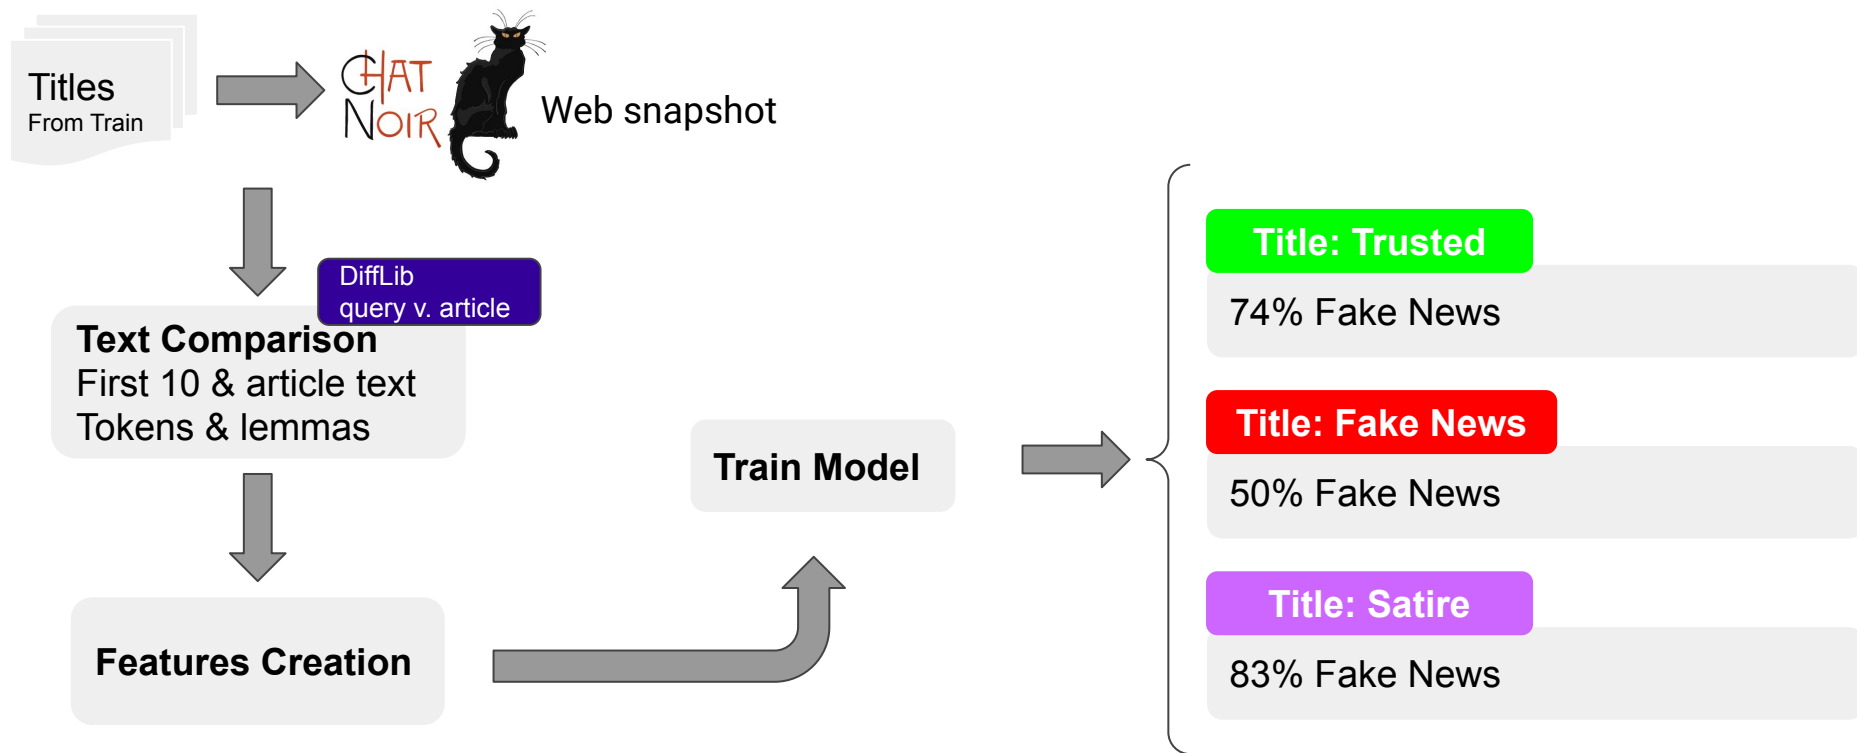 Titles
From Train
CHAT
NOIR
Web snapshot
DiffLib
query v. article
Text Comparison
First 10 & article text
Tokens & lemmas
Features Creation
Train Model
Title: Trusted
74% Fake News
Title: Fake News
50% Fake News
Title: Satire
83% Fake News